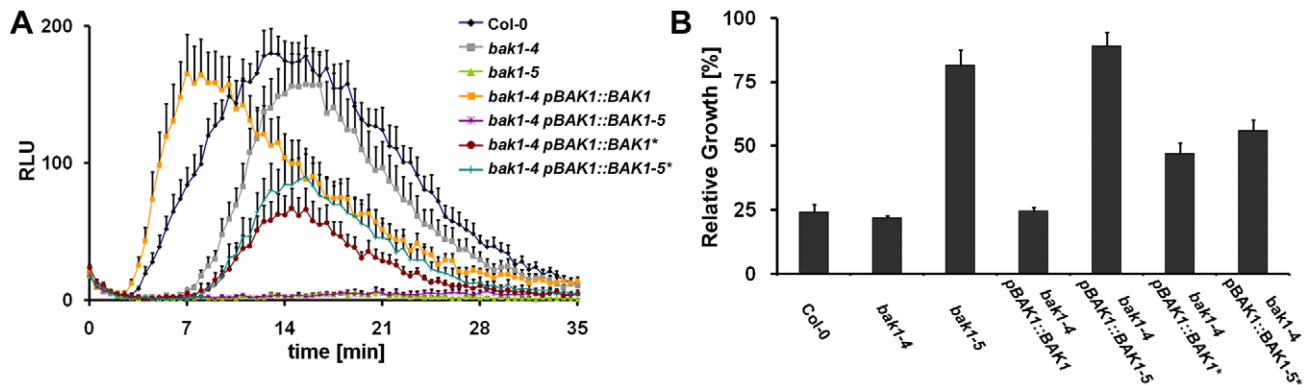 A
200
100
0
RLU
0 7 14 21 28 35
time [min]
Col-0
bak1-4
bak1-5
bak1-4 pBAK1::BAK1
bak1-4 pBAK1::BAK1-5
bak1-4 pBAK1::BAK1*
bak1-4 pBAK1::BAK1-5*
B
100
75
50
25
0
Relative Growth [%]
Col-0
bak1-4
bak1-5
bak1-4
pBAK1::BAK1
bak1-4
pBAK1::BAK1-5
bak1-4
pBAK1::BAK1*
bak1-4
pBAK1::BAK1-5*